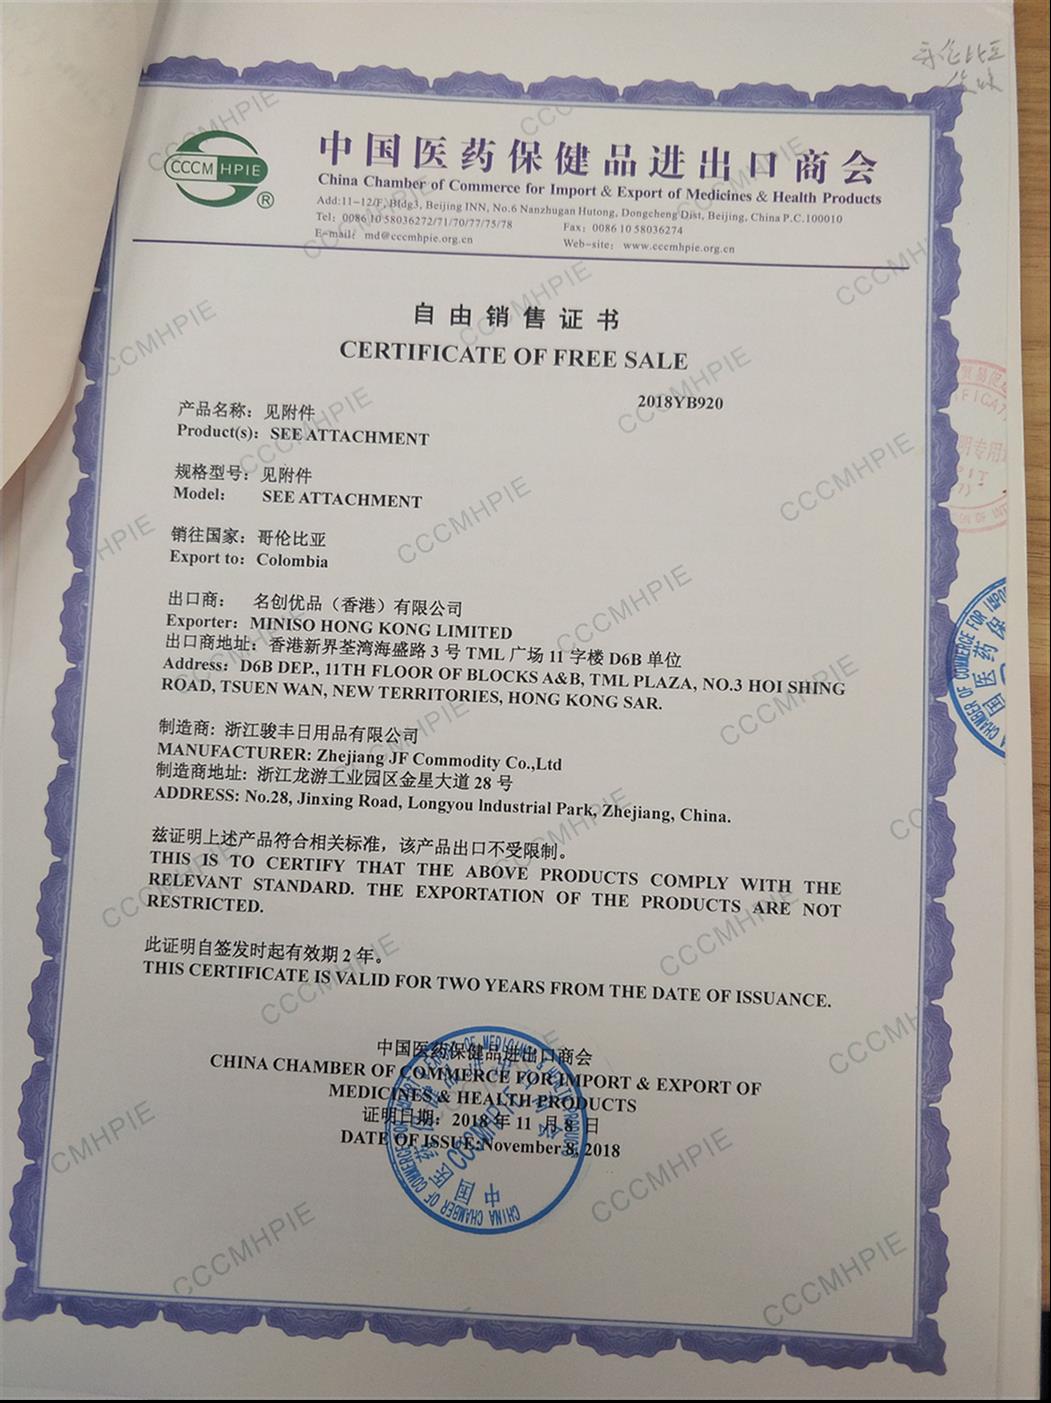 哥伦比亚
CCCMHPIE ®
中国医药保健品进出口商会
China Chamber of Commerce for Import & Export of Medicines & Health Products
Add:11-12/F, Bldg3, Beijing INN, No.6 Nanzhugan Hutong, Dongcheng Dist, Beijing, China P.C.100010
Tel: 0086 10 58036272/71/70/77/75/78 Fax: 0086 10 58036274
E-mail: md@cccmhpie.org.cn Web-site: www.cccmhpie.org.cn
自由销售证书
CERTIFICATE OF FREE SALE
2018YB920
产品名称：见附件
Product(s): SEE ATTACHMENT
规格型号：见附件
Model: SEE ATTACHMENT
销往国家：哥伦比亚
Export to: Colombia
出口商： 名创优品（香港）有限公司
Exporter: MINISO HONG KONG LIMITED
出口商地址：香港新界荃湾海盛路 3 号 TML 广场 11 字楼 D6B 单位
Address: D6B DEP., 11TH FLOOR OF BLOCKS A&B, TML PLAZA, NO.3 HOI SHING
ROAD, TSUEN WAN, NEW TERRITORIES, HONG KONG SAR.
制造商: 浙江骏丰日用品有限公司
MANUFACTURER: Zhejiang JF Commodity Co.,Ltd
制造商地址: 浙江龙游工业园区金星大道 28 号
ADDRESS: No.28, Jinxing Road, Longyou Industrial Park, Zhejiang, China.
兹证明上述产品符合相关标准，该产品出口不受限制。
THIS IS TO CERTIFY THAT THE ABOVE PRODUCTS COMPLY WITH THE
RELEVANT STANDARD. THE EXPORTATION OF THE PRODUCTS ARE NOT
RESTRICTED.
此证明自签发时起有效期 2 年。
THIS CERTIFICATE IS VALID FOR TWO YEARS FROM THE DATE OF ISSUANCE.
中国医药保健品进出口商会
CHINA CHAMBER OF COMMERCE FOR IMPORT & EXPORT OF
MEDICINES & HEALTH PRODUCTS
证明日期：2018 年 11 月 8 日
DATE OF ISSUE:November 8, 2018